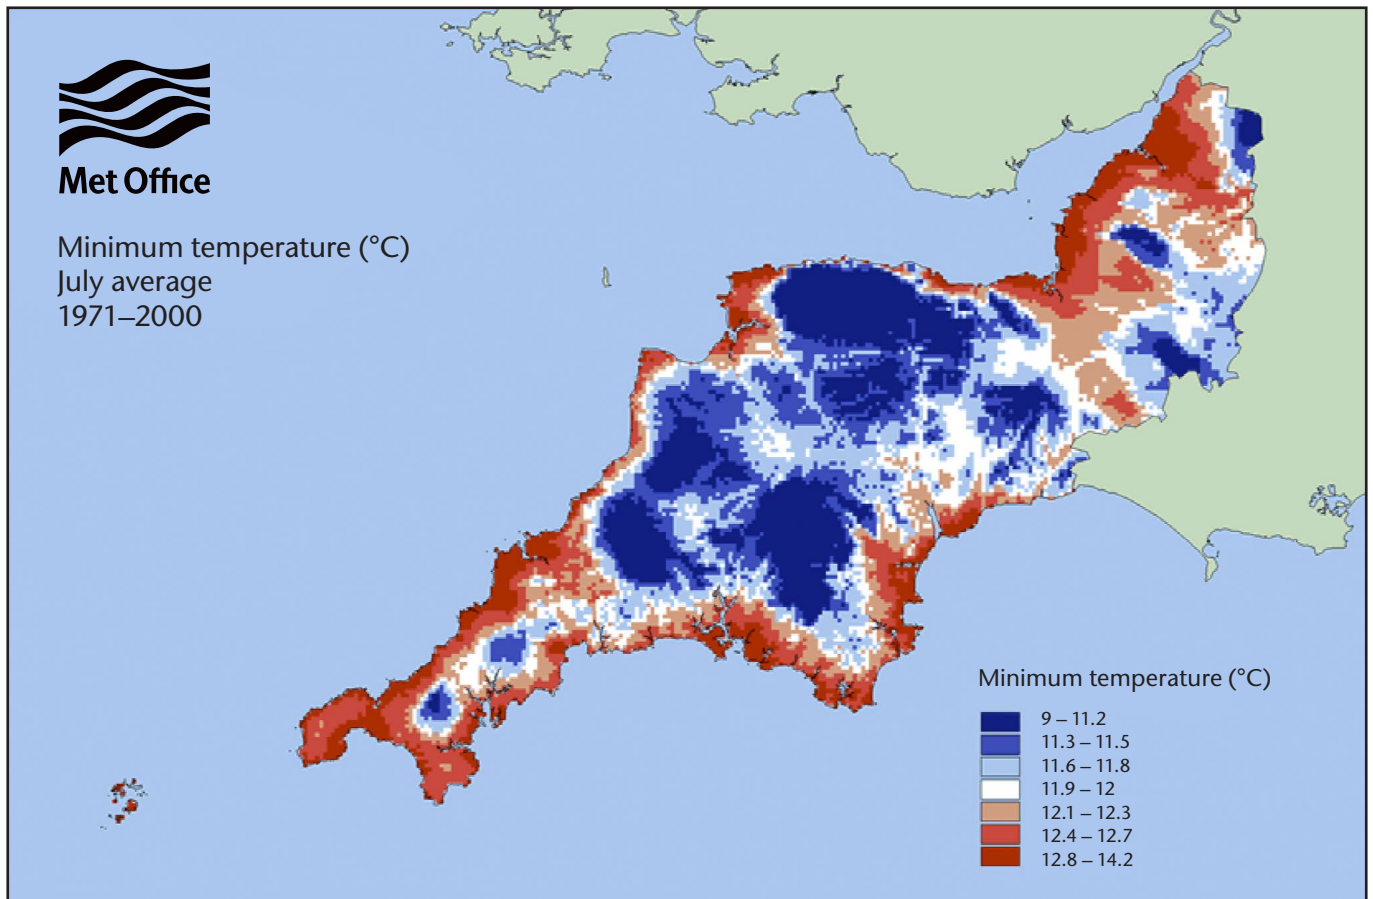 Met Office
Minimum temperature (°C)
July average
1971–2000
Minimum temperature (°C)
9 – 11.2
11.3 – 11.5
11.6 – 11.8
11.9 – 12
12.1 – 12.3
12.4 – 12.7
12.8 – 14.2